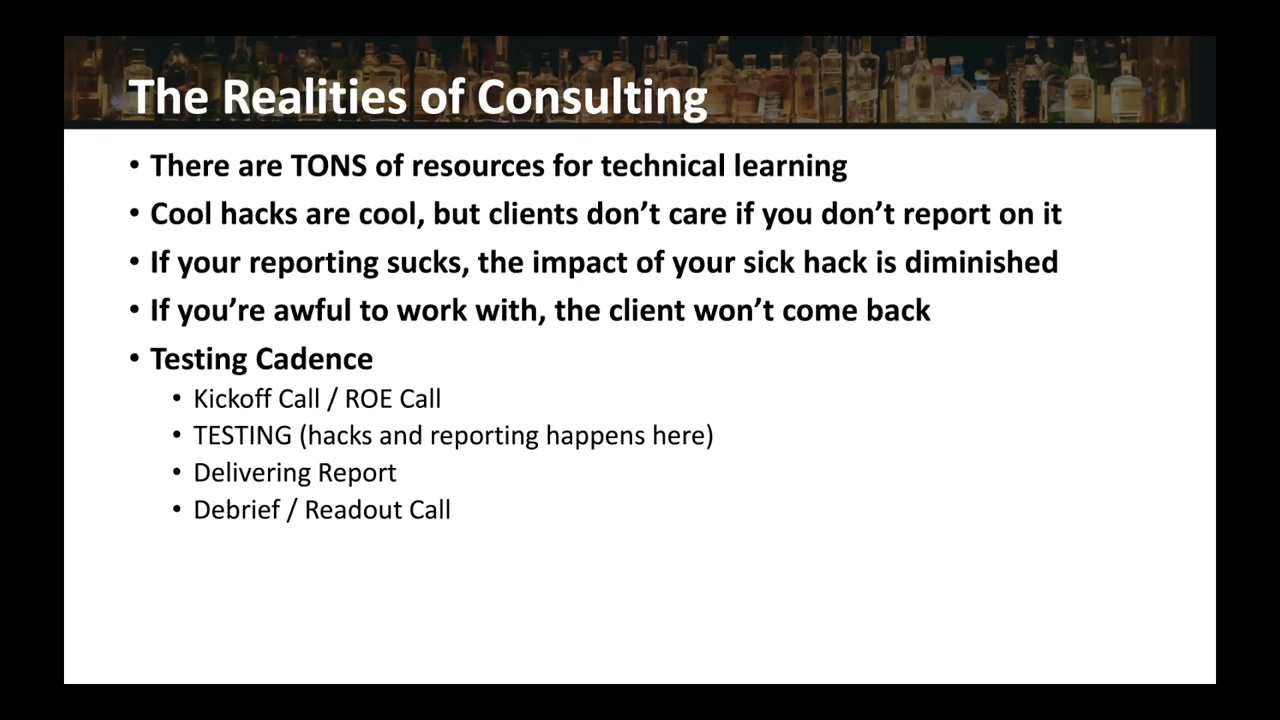 The Realities of Consulting
• There are TONS of resources for technical learning
• Cool hacks are cool, but clients don’t care if you don’t report on it
• If your reporting sucks, the impact of your sick hack is diminished
• If you’re awful to work with, the client won’t come back
• Testing Cadence
• Kickoff Call / ROE Call
• TESTING (hacks and reporting happens here)
• Delivering Report
• Debrief / Readout Call